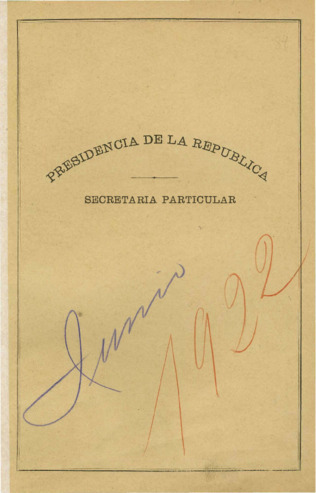 PRESIDENCIA DE LA REPUBLICA
SECRETARIA PARTICULAR
Junio
1922